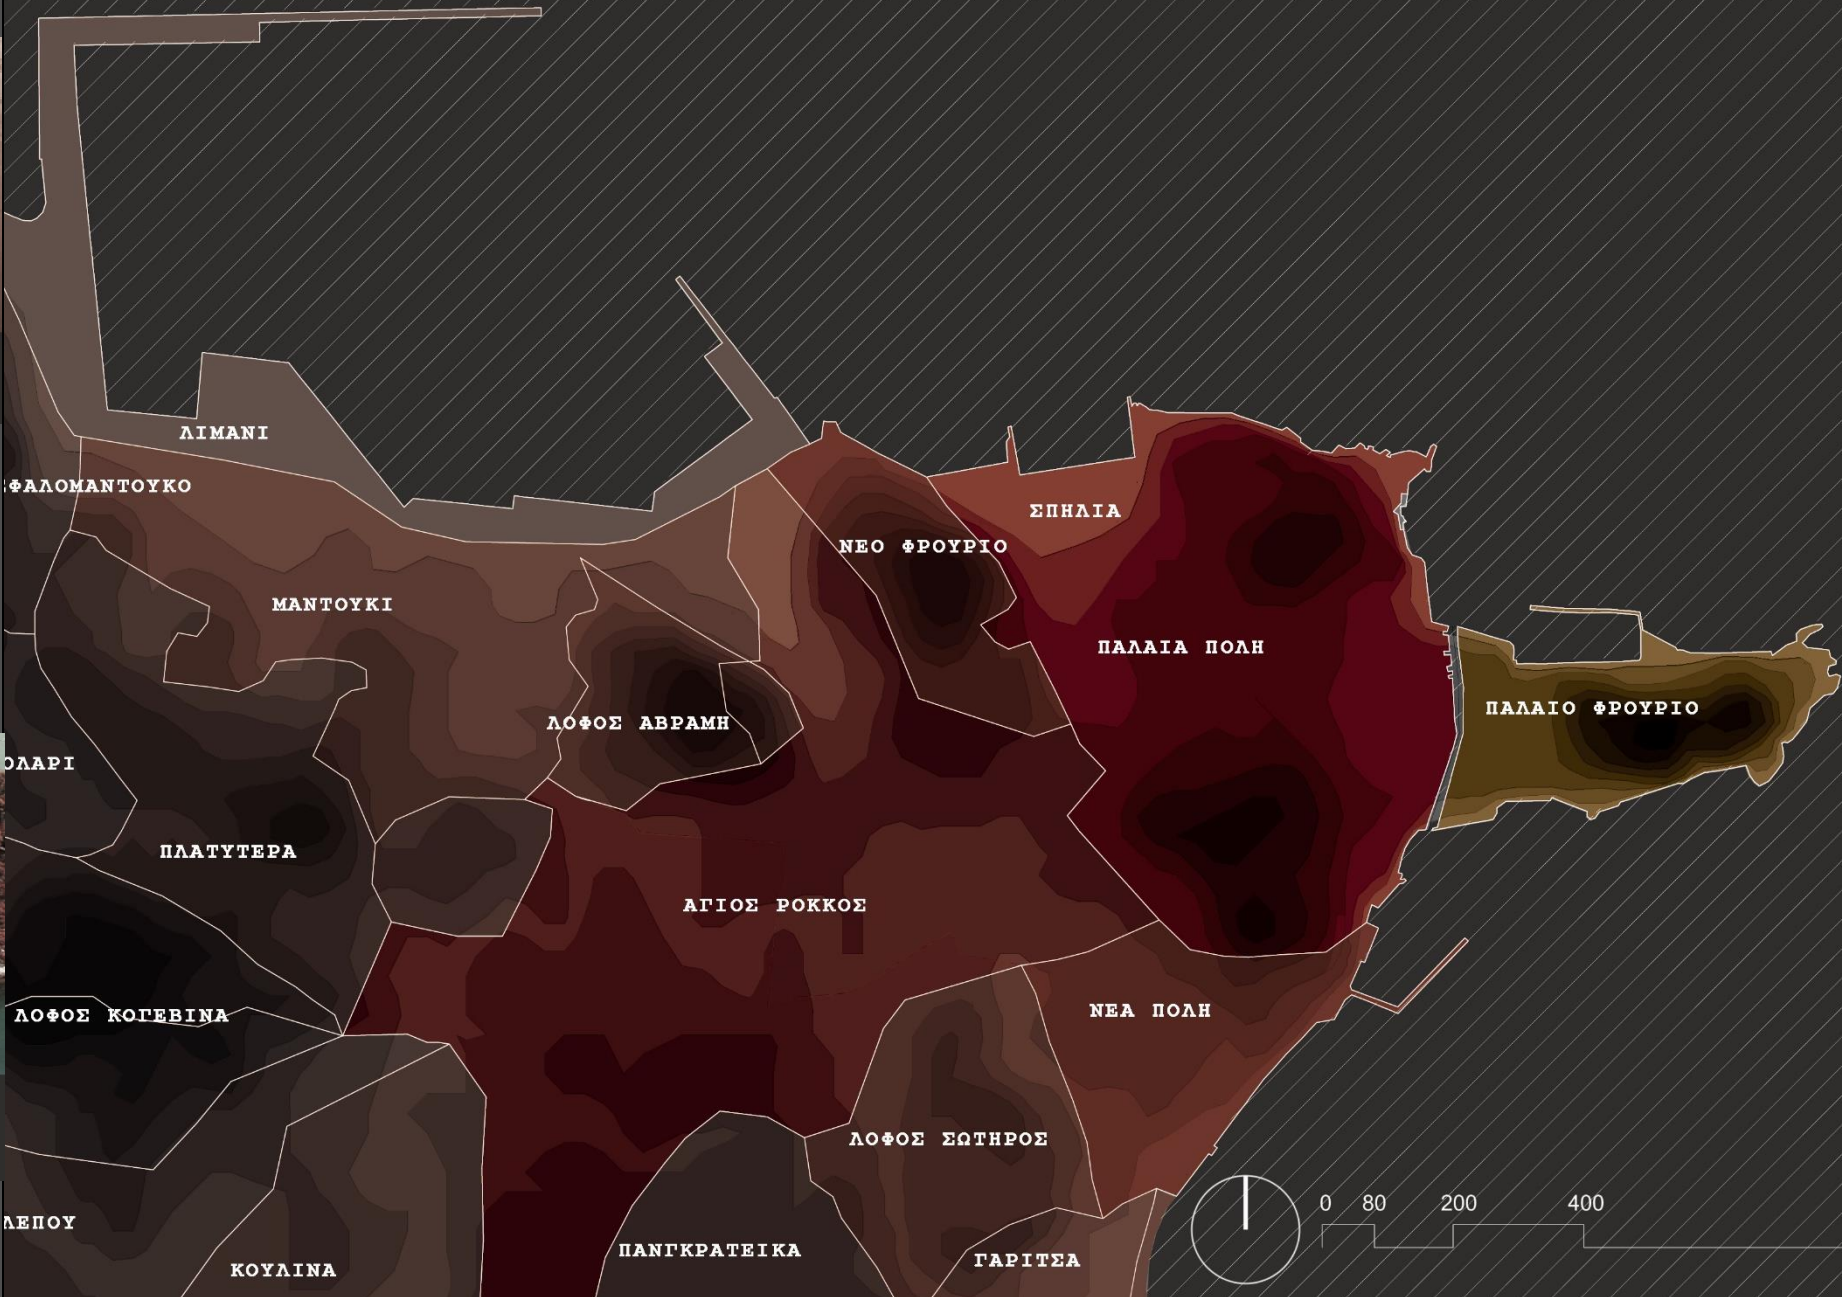 ΛΙΜΑΝΙ
ΦΑΛΟΜΑΝΤΟΥΚΟ
ΣΠΗΛΙΑ
ΝΕΟ ΦΡΟΥΡΙΟ
ΜΑΝΤΟΥΚΙ
ΠΑΛΑΙΑ ΠΟΛΗ
ΠΑΛΑΙΟ ΦΡΟΥΡΙΟ
ΛΟΦΟΣ ΑΒΡΑΜΗ
ΟΛΑΡΙ
ΠΛΑΤΥΤΕΡΑ
ΑΓΙΟΣ ΡΟΚΚΟΣ
ΝΕΑ ΠΟΛΗ
ΛΟΦΟΣ ΚΟΓΕΒΙΝΑ
ΛΟΦΟΣ ΣΩΤΗΡΟΣ
0 80 200 400
ΛΕΠΟΥ
ΠΑΝΓΚΡΑΤΕΙΚΑ
ΓΑΡΙΤΣΑ
ΚΟΥΛΙΝΑ